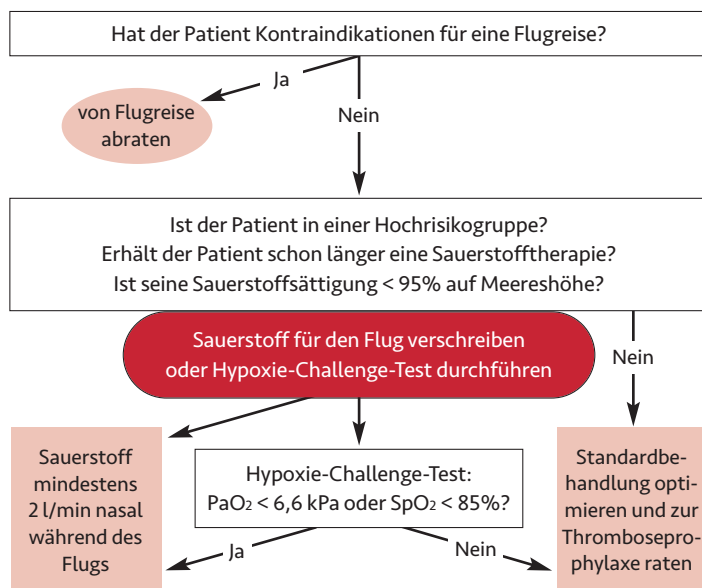 Hat der Patient Kontraindikationen für eine Flugreise?
Ja
von Flugreise
abraten
Nein
Ist der Patient in einer Hochrisikogruppe?
Erhält der Patient schon länger eine Sauerstofftherapie?
Ist seine Sauerstoffsättigung < 95% auf Meereshöhe?
Sauerstoff für den Flug verschreiben
oder Hypoxie-Challenge-Test durchführen
Nein
Sauerstoff
mindestens
2 l/min nasal
während des
Flugs
Hypoxie-Challenge-Test:
PaO2 < 6,6 kPa oder SpO2 < 85%?
Ja
Nein
Standardbe-
handlung opti-
mieren und zur
Thrombosepro-
phylaxe raten